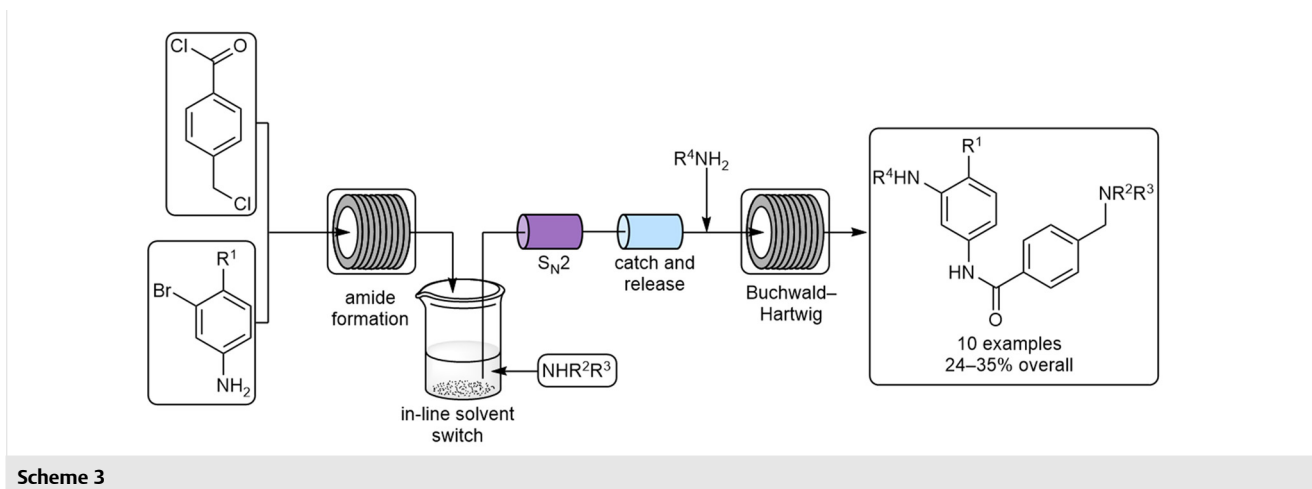 Cl
O
Cl
R¹
Br
NH₂
amide
formation
in-line solvent
switch
NHR²R³
Sɴ2
catch and
release
R⁴NH₂
Buchwald–
Hartwig
R¹
R⁴HN
NR²R³
HN
O
10 examples
24–35% overall
Scheme 3